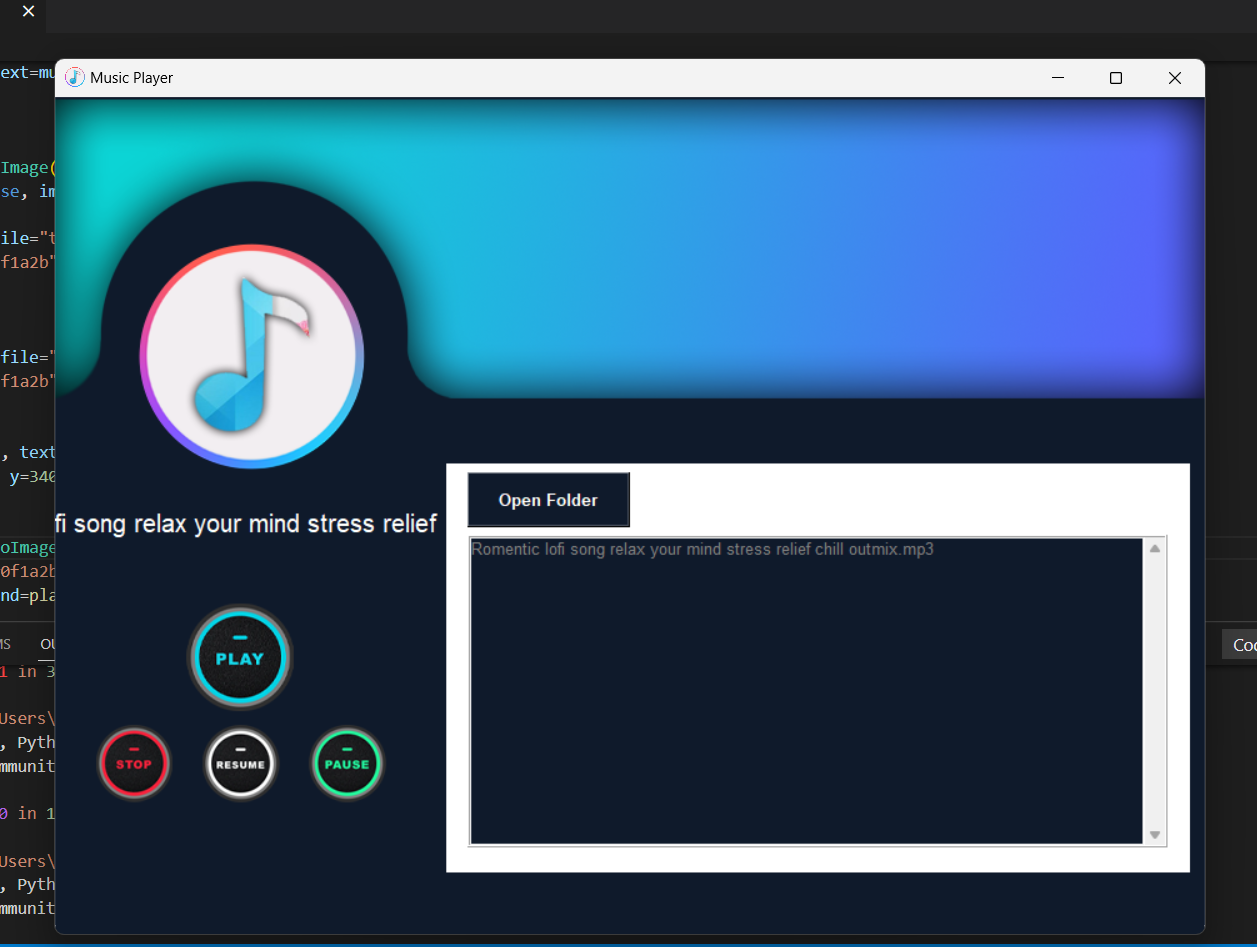 Music Player
ext=mu
Image(
se, im
ile="t
f1a2b"
file="
f1a2b"
, text
y=340
oImage
0f1a2b
nd=pla
MS OU
1 in 3
Users\
, Pyth
mmunit
0 in 1
Users\
, Pyth
mmunit
fi song relax your mind stress relief
PLAY
STOP
RESUME
PAUSE
Open Folder
Romentic lofi song relax your mind stress relief chill outmix.mp3
Cod